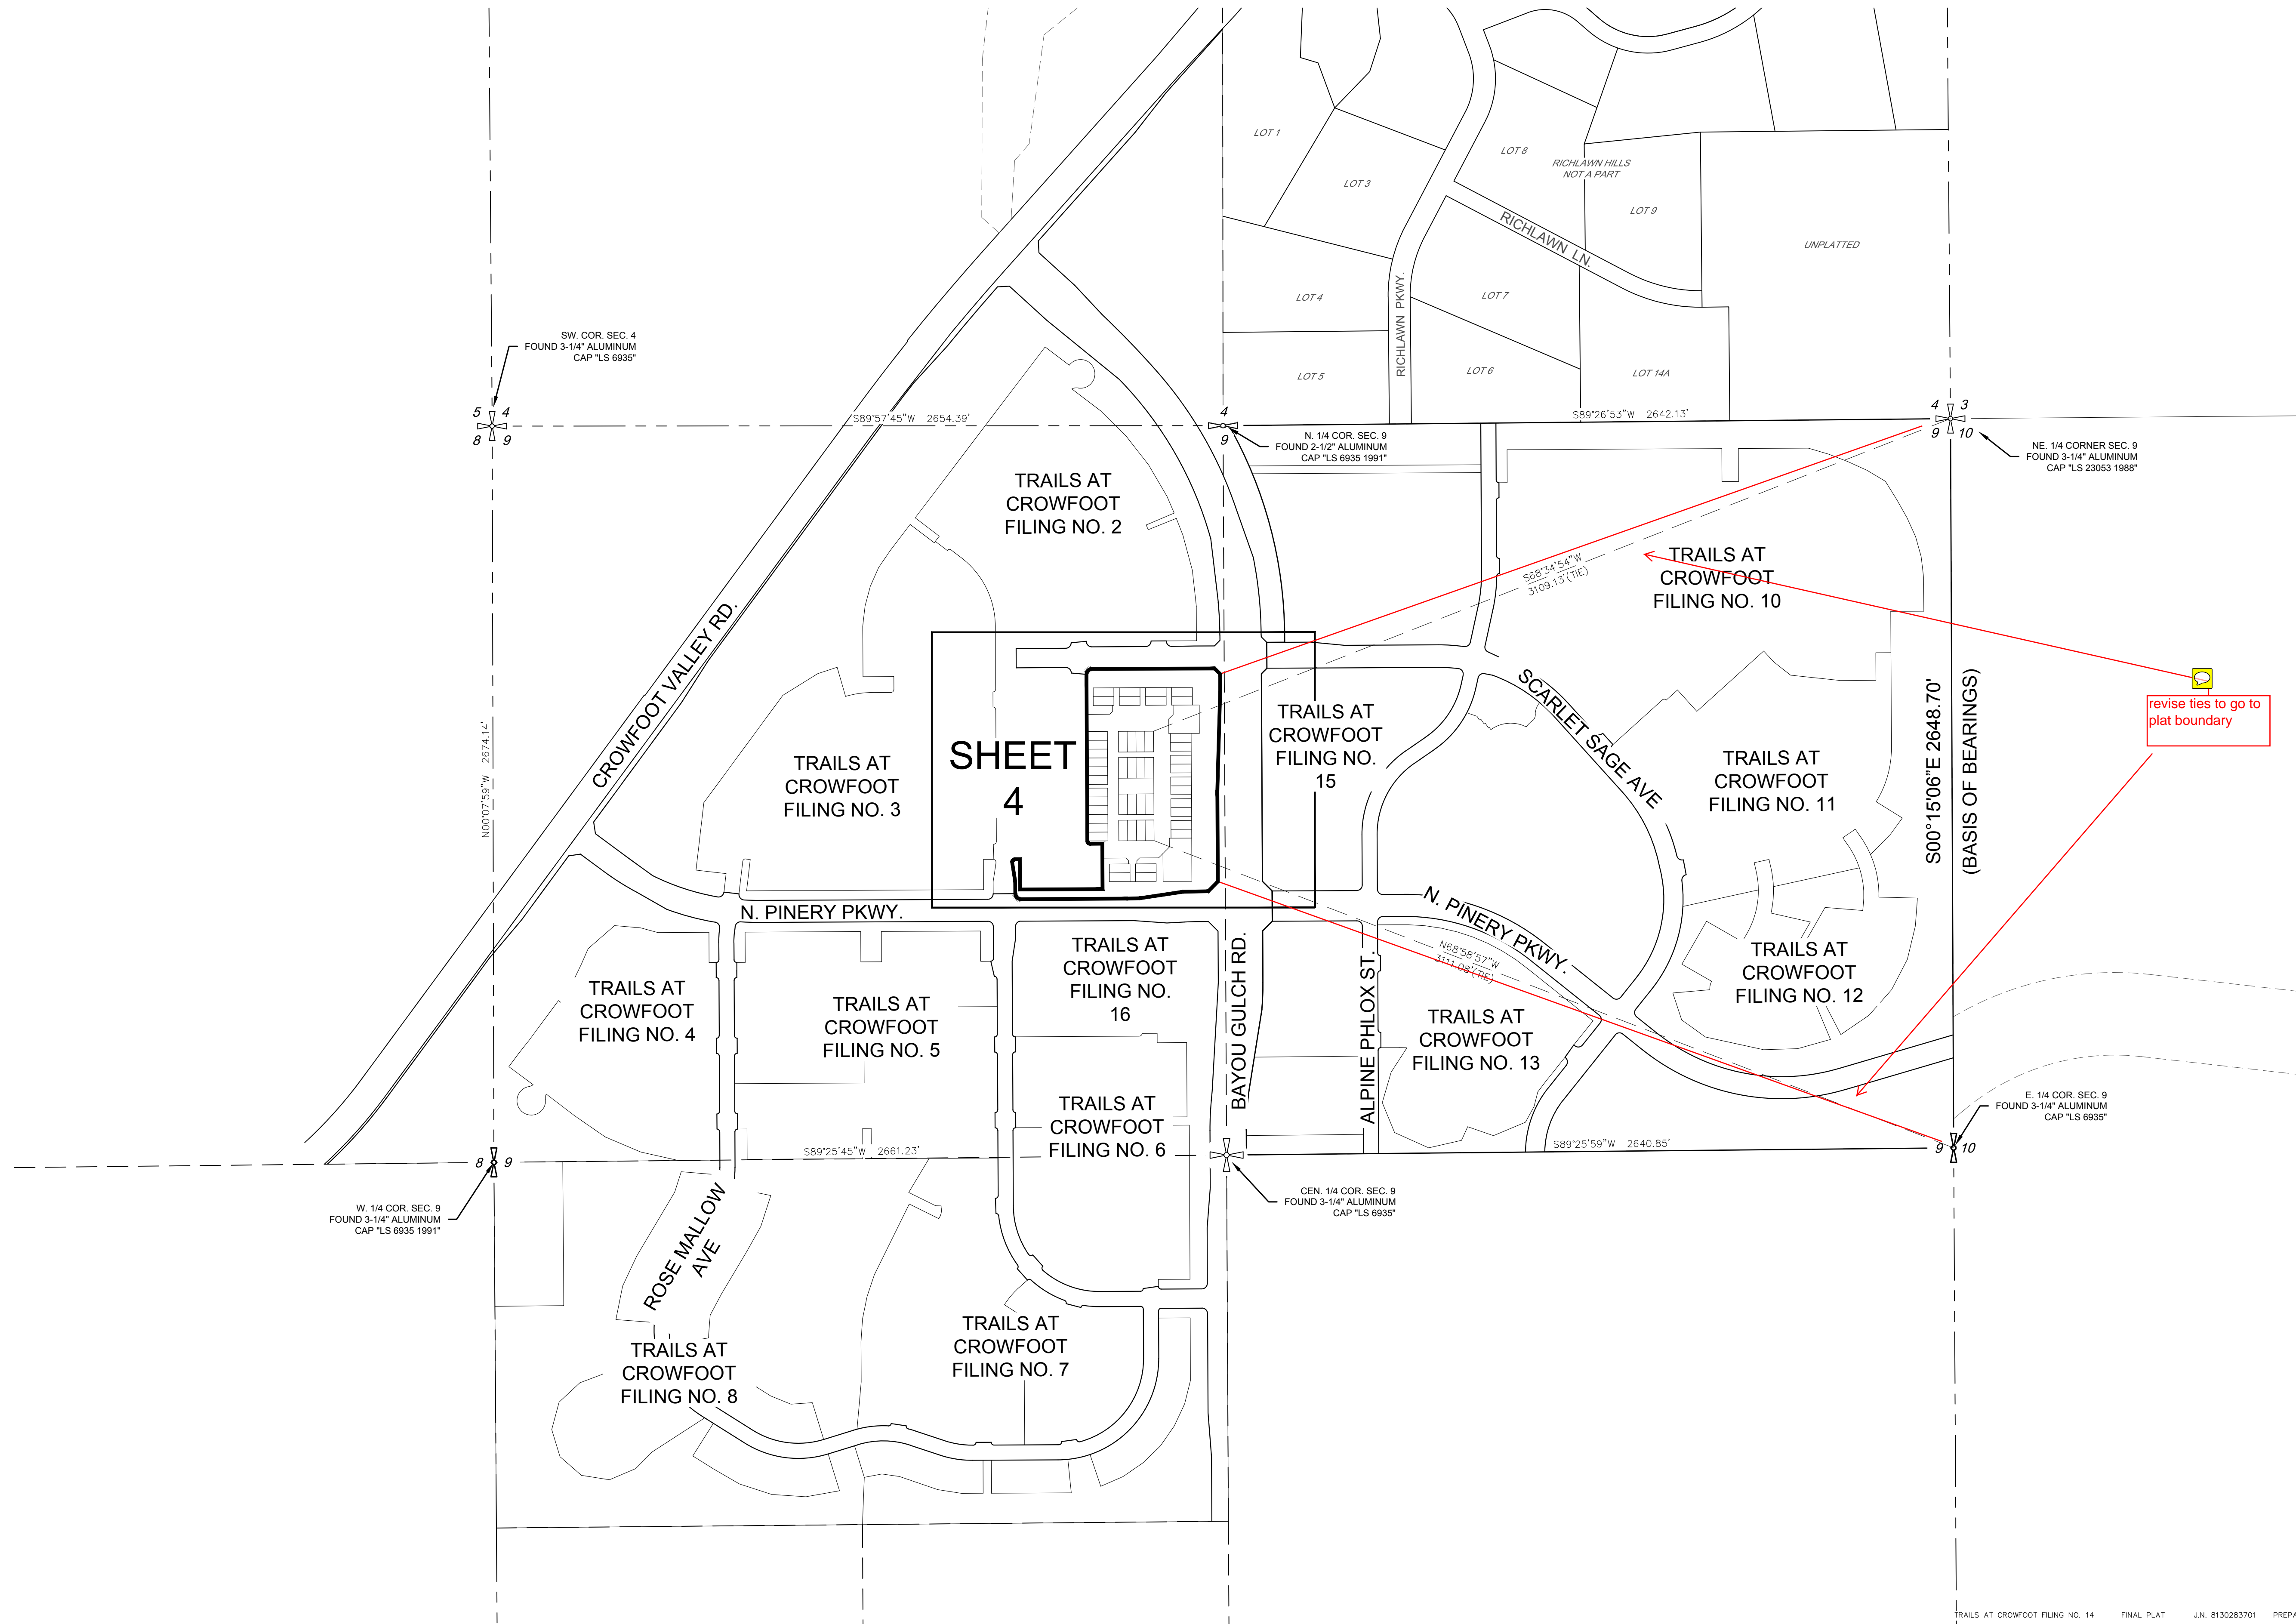 LOT 1
LOT 3
LOT 8
RICHLAWN HILLS
NOT A PART
LOT 9
RICHLAWN LN.
UNPLATTED
LOT 4
LOT 7
RICHLAWN PKWY.
LOT 5
LOT 6
LOT 14A
SW. COR. SEC. 4
FOUND 3-1/4" ALUMINUM
CAP "LS 6935"
5 4
8 9
S89°57'45"W 2654.39'
4
9
S89°26'53"W 2642.13'
4 3
9 10
N. 1/4 COR. SEC. 9
FOUND 2-1/2" ALUMINUM
CAP "LS 6935 1991"
NE. 1/4 CORNER SEC. 9
FOUND 3-1/4" ALUMINUM
CAP "LS 23053 1988"
TRAILS AT
CROWFOOT
FILING NO. 2
S68°34'54"W
3109.13'(TIE)
TRAILS AT
CROWFOOT
FILING NO. 10
CROWFOOT VALLEY RD.
N00°07'59"W 2674.14'
TRAILS AT
CROWFOOT
FILING NO. 3
SHEET
4
TRAILS AT
CROWFOOT
FILING NO.
15
SCARLET SAGE AVE
TRAILS AT
CROWFOOT
FILING NO. 11
S00°15'06"E 2648.70'
(BASIS OF BEARINGS)
revise ties to go to
plat boundary
N. PINERY PKWY.
N. PINERY PKWY.
N68°58'57"W
3111.08'(TIE)
TRAILS AT
CROWFOOT
FILING NO. 4
TRAILS AT
CROWFOOT
FILING NO. 5
TRAILS AT
CROWFOOT
FILING NO.
16
BAYOU GULCH RD.
ALPINE PHLOX ST.
TRAILS AT
CROWFOOT
FILING NO. 13
TRAILS AT
CROWFOOT
FILING NO. 12
TRAILS AT
CROWFOOT
FILING NO. 6
E. 1/4 COR. SEC. 9
FOUND 3-1/4" ALUMINUM
CAP "LS 6935"
8 9
S89°25'45"W 2661.23'
S89°25'59"W 2640.85'
9 10
W. 1/4 COR. SEC. 9
FOUND 3-1/4" ALUMINUM
CAP "LS 6935 1991"
CEN. 1/4 COR. SEC. 9
FOUND 3-1/4" ALUMINUM
CAP "LS 6935"
ROSE MALLOW
AVE
TRAILS AT
CROWFOOT
FILING NO. 8
TRAILS AT
CROWFOOT
FILING NO. 7
TRAILS AT CROWFOOT FILING NO. 14 FINAL PLAT J.N. 8130283701 PREPA